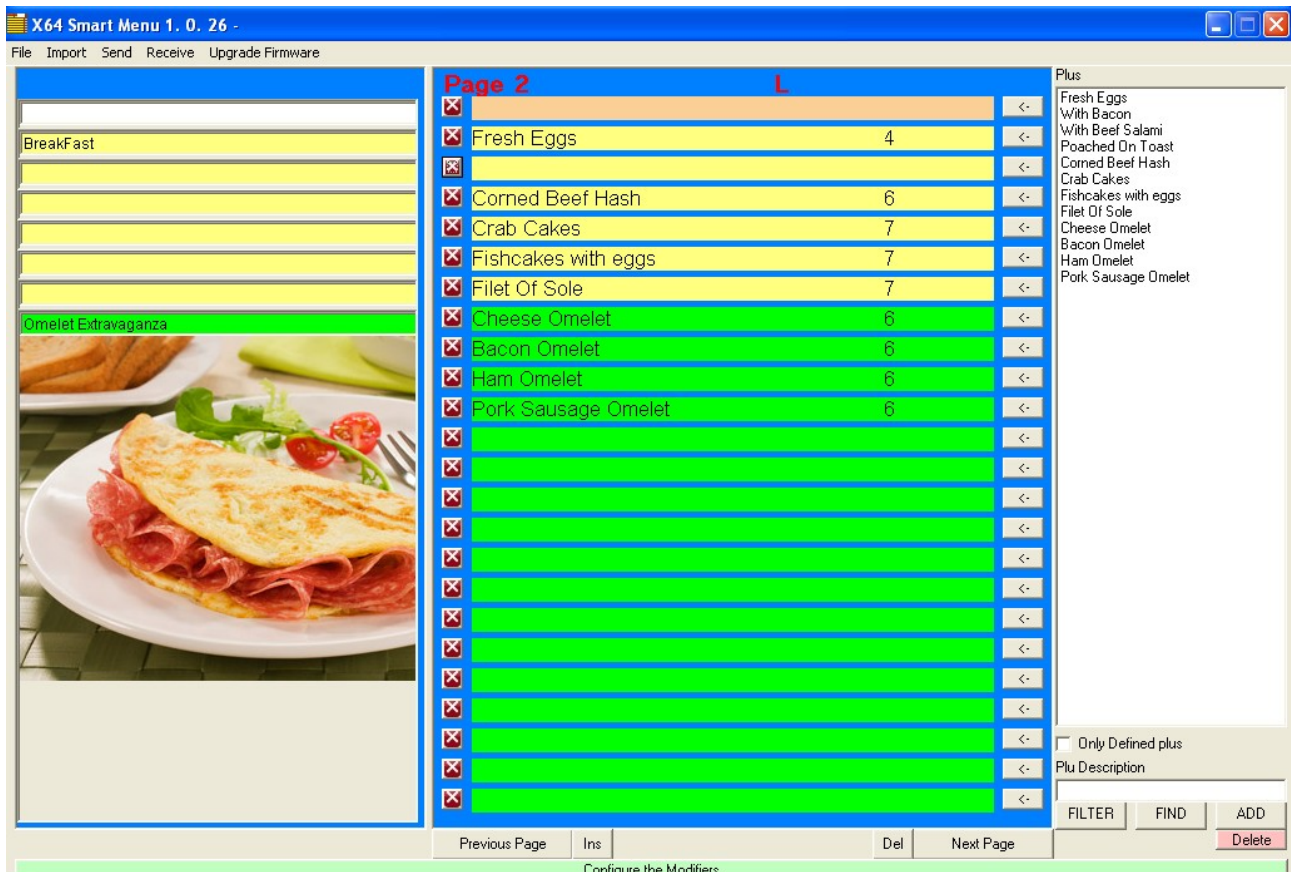 X64 Smart Menu 1. 0. 26 -
File Import Send Receive Upgrade Firmware
BreakFast
Omelet Extravaganza
Page 2 L
<-
Fresh Eggs 4 <-
<-
Corned Beef Hash 6 <-
Crab Cakes 7 <-
Fishcakes with eggs 7 <-
Filet Of Sole 7 <-
Cheese Omelet 6 <-
Bacon Omelet 6 <-
Ham Omelet 6 <-
Pork Sausage Omelet 6 <-
<-
<-
<-
<-
<-
<-
<-
<-
<-
<-
<-
<-
<-
Previous Page Ins Del Next Page
Plus
Fresh Eggs
With Bacon
With Beef Salami
Poached On Toast
Corned Beef Hash
Crab Cakes
Fishcakes with eggs
Filet Of Sole
Cheese Omelet
Bacon Omelet
Ham Omelet
Pork Sausage Omelet
Only Defined plus
Plu Description
FILTER FIND ADD
Delete
Configure the Modifiers